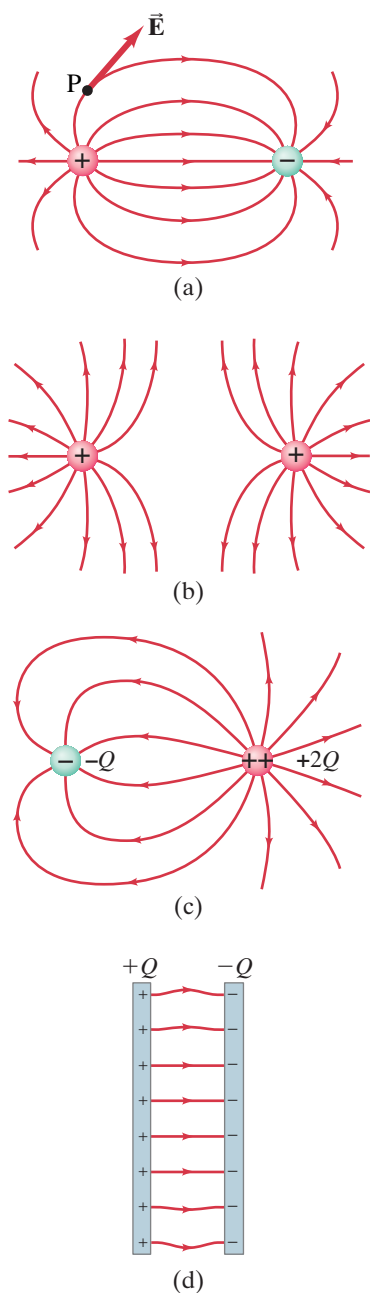 E⃗
P
+ −
(a)
+ +
(b)
− –Q ++ +2Q
(c)
+Q −Q
+ −
+ −
+ −
+ −
+ −
+ −
+ −
+ −
(d)